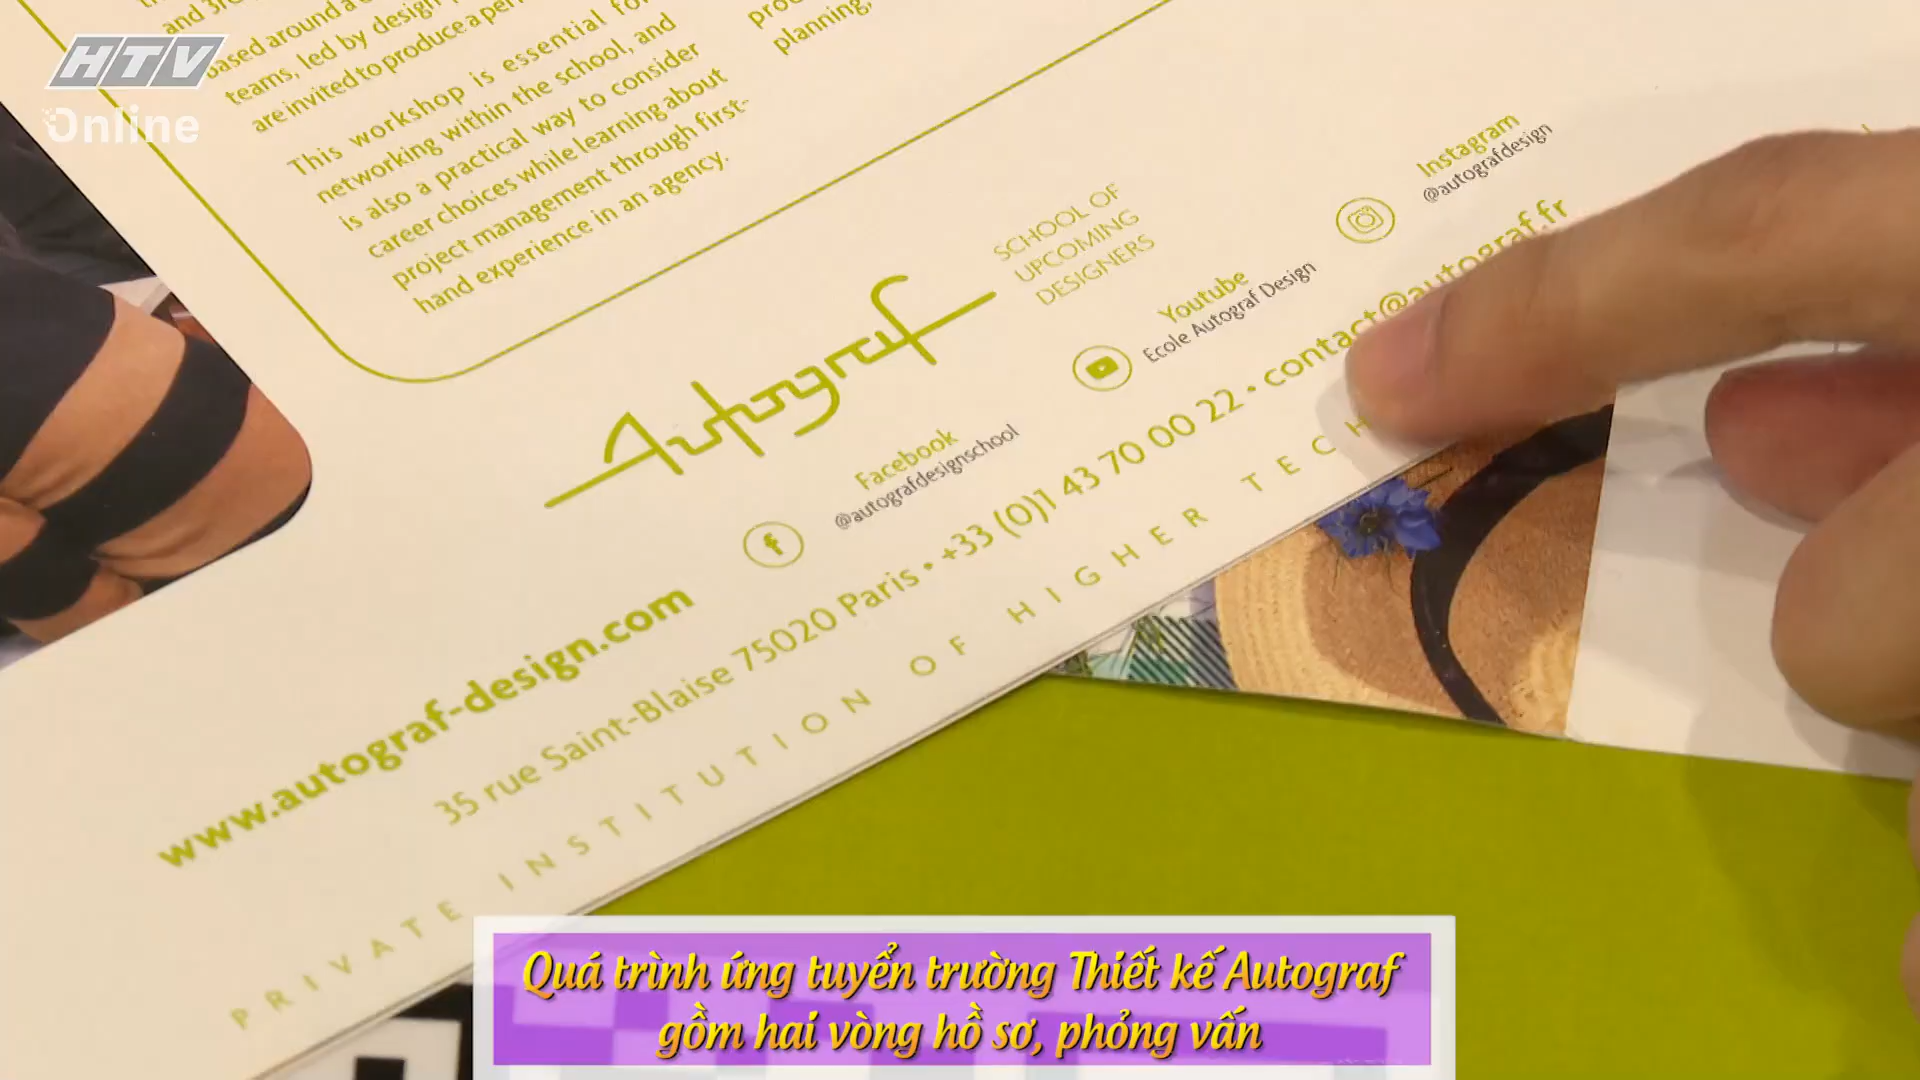 HTV
Online
and
based around a
teams, led by design
are invited to produce a
This workshop is essential for
networking within the school, and
is also a practical way to consider
career choices while learning about
project management through first-
hand experience in an agency.
planning,
Autograf
SCHOOL OF
UPCOMING
DESIGNERS
Facebook
@autografdesignschool
Youtube
Ecole Autograf Design
Instagram
@autografdesign
www.autograf-design.com
35 rue Saint-Blaise 75020 Paris • +33 (0)1 43 70 00 22 • contact@autograf.fr
PRIVATE INSTITUTION OF HIGHER TECH
Quá trình ứng tuyển trường Thiết kế Autograf
gồm hai vòng hồ sơ, phỏng vấn